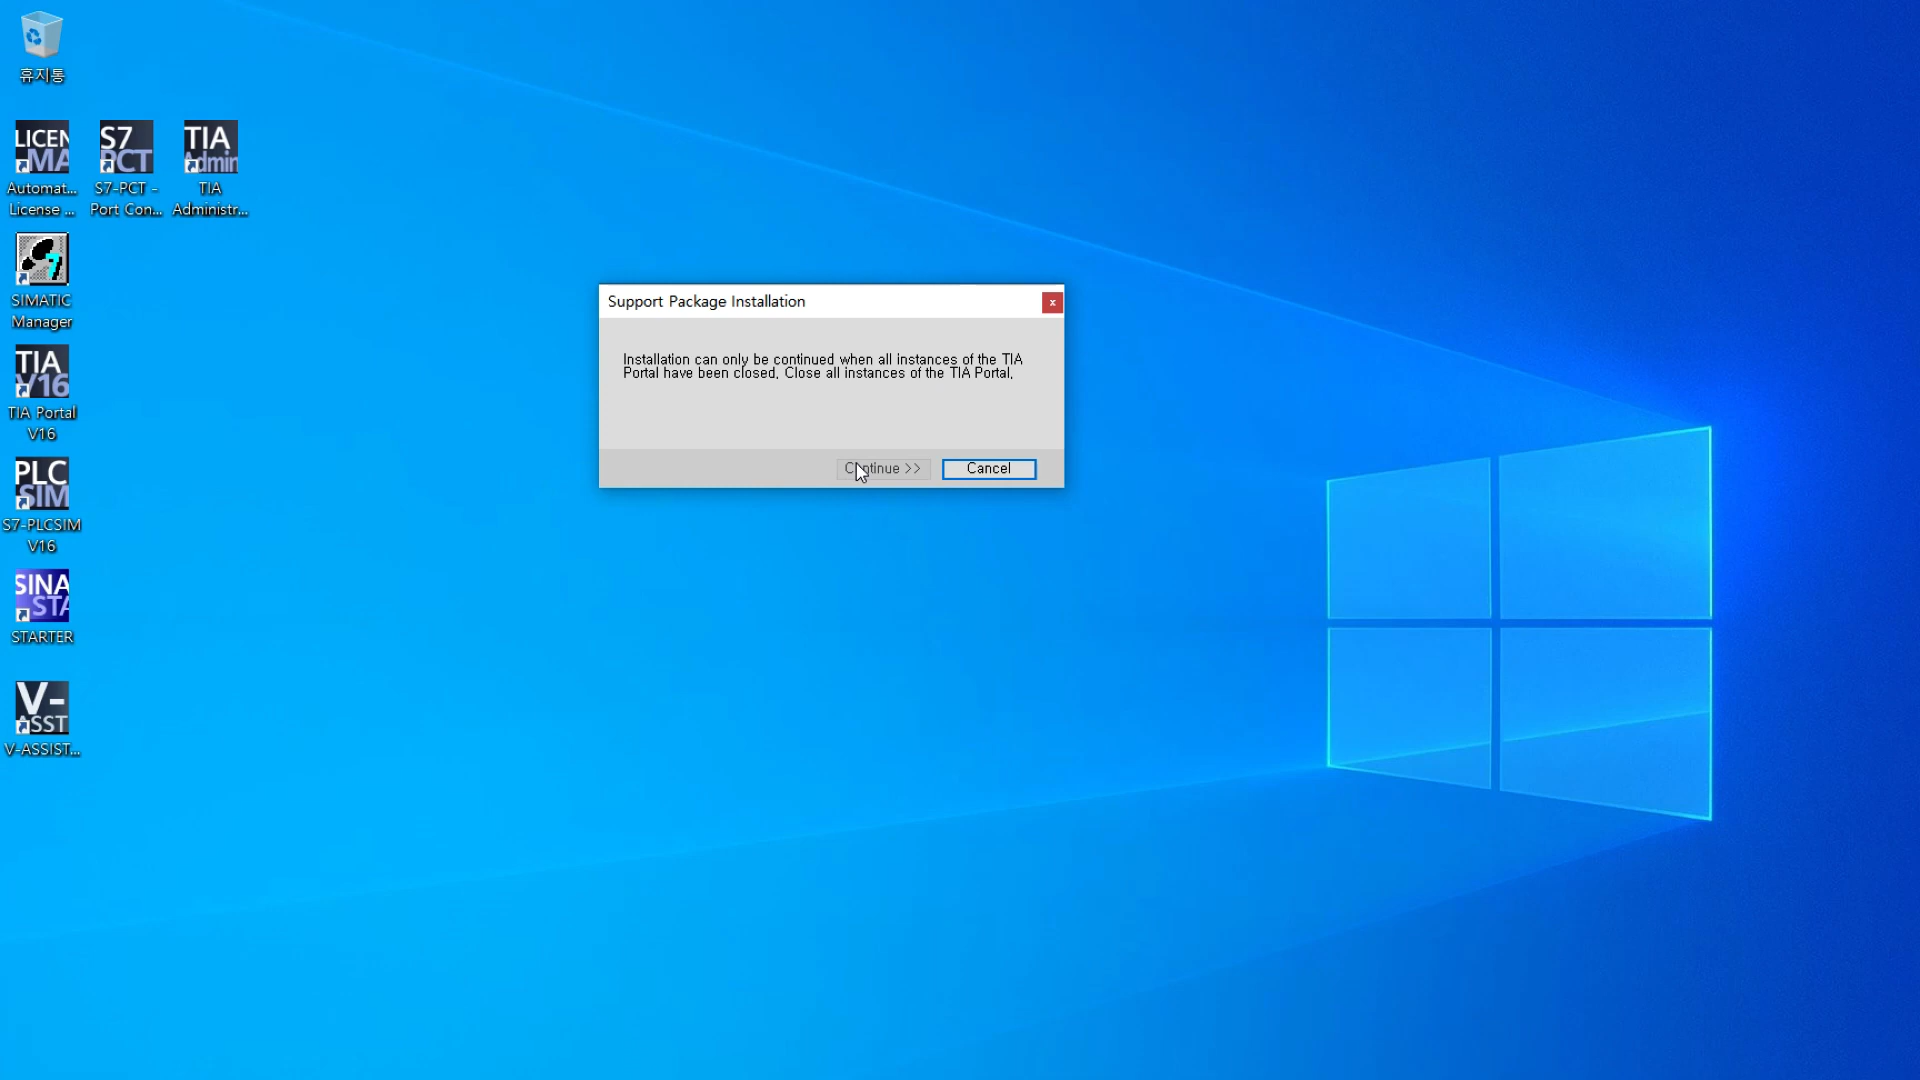 휴지통
LICEN
MA
Automat...
License ...
S7
PCT
S7-PCT -
Port Con...
TIA
Admin
TIA
Administr...
7
SIMATIC
Manager
TIA
V16
TIA Portal
V16
PLC
SIM
S7-PLCSIM
V16
SINA
STA
STARTER
V-
ASST
V-ASSIST...
Support Package Installation
x
Installation can only be continued when all instances of the TIA
Portal have been closed. Close all instances of the TIA Portal.
Continue >>
Cancel